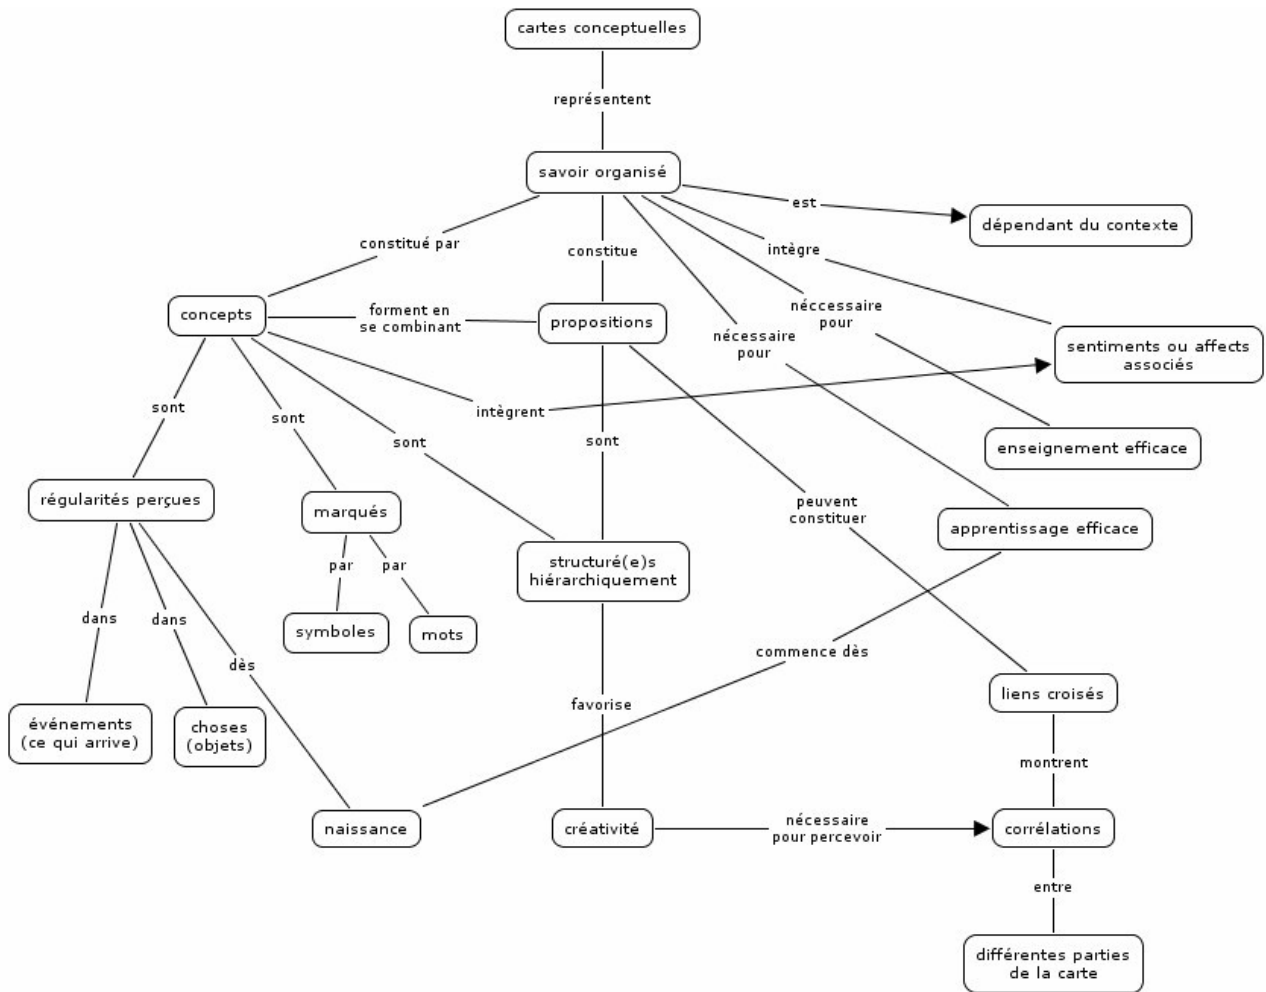 cartes conceptuelles
représentent
savoir organisé
est
dépendant du contexte
constitué par
constitue
intègre
concepts
forment en
se combinant
propositions
néccessaire
pour
nécessaire
pour
sentiments ou affects
associés
sont
sont
sont
intègrent
sont
enseignement efficace
régularités perçues
marqués
peuvent
constituer
apprentissage efficace
structuré(e)s
hiérarchiquement
par
par
dans
dans
symboles
mots
dès
commence dès
événements
(ce qui arrive)
choses
(objets)
favorise
liens croisés
montrent
naissance
créativité
nécessaire
pour percevoir
corrélations
entre
différentes parties
de la carte